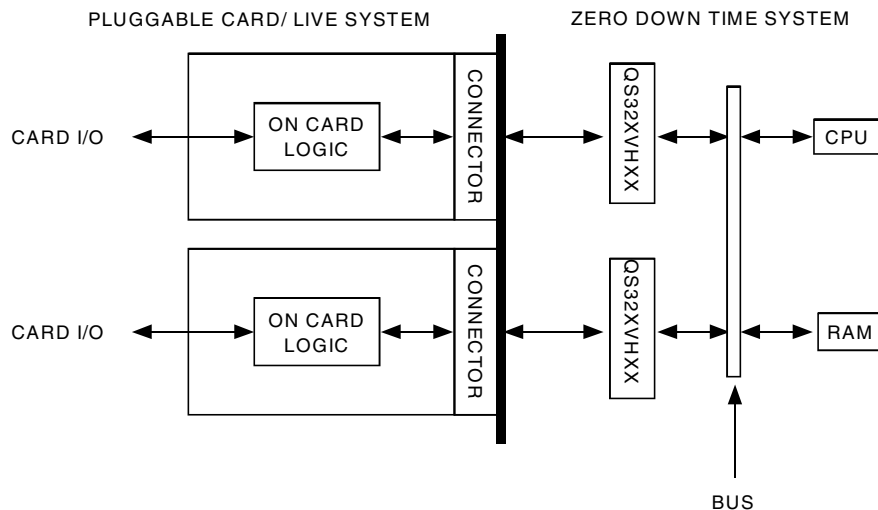 PLUGGABLE CARD/ LIVE SYSTEM
ZERO DOWN TIME SYSTEM
CARD I/O
ON CARD
LOGIC
CONNECTOR
QS32XVHXX
CPU
CARD I/O
ON CARD
LOGIC
CONNECTOR
QS32XVHXX
RAM
BUS